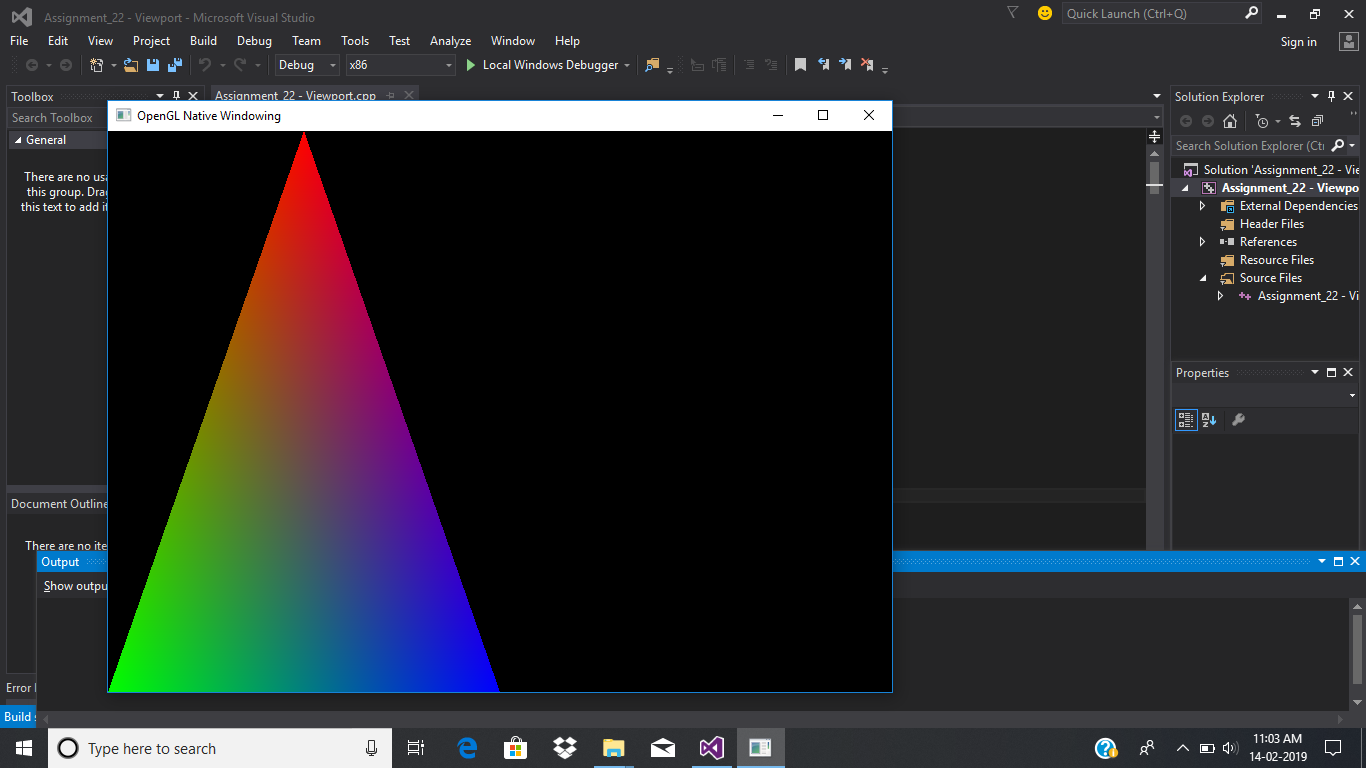 Assignment_22 - Viewport - Microsoft Visual Studio
Quick Launch (Ctrl+Q)
File Edit View Project Build Debug Team Tools Test Analyze Window Help
Sign in
Debug x86 Local Windows Debugger
Toolbox
Assignment_22 - Viewport.cpp
Search Toolbox
General
There are no usa
this group. Drag
this text to add it
OpenGL Native Windowing
Solution Explorer
Search Solution Explorer (Ctr
Solution 'Assignment_22 - Vie
Assignment_22 - Viewpo
External Dependencies
Header Files
References
Resource Files
Source Files
Assignment_22 - Vi
Properties
Document Outline
There are no ite
Output
Show outpu
Error
Build s
Type here to search
11:03 AM
14-02-2019